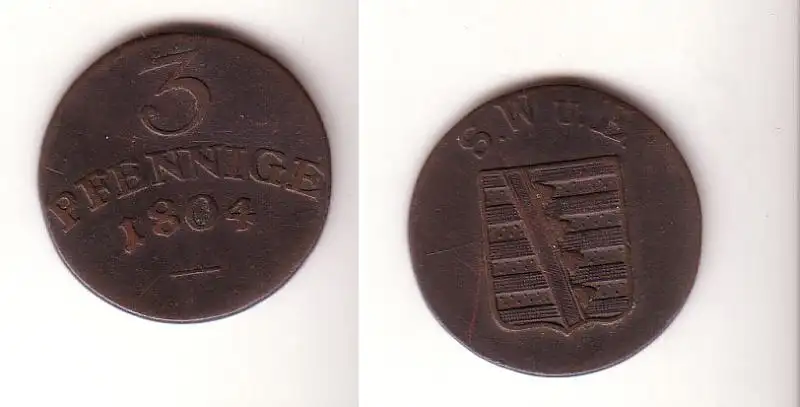 3
PFENNIGE
1804
S.W.u.E.